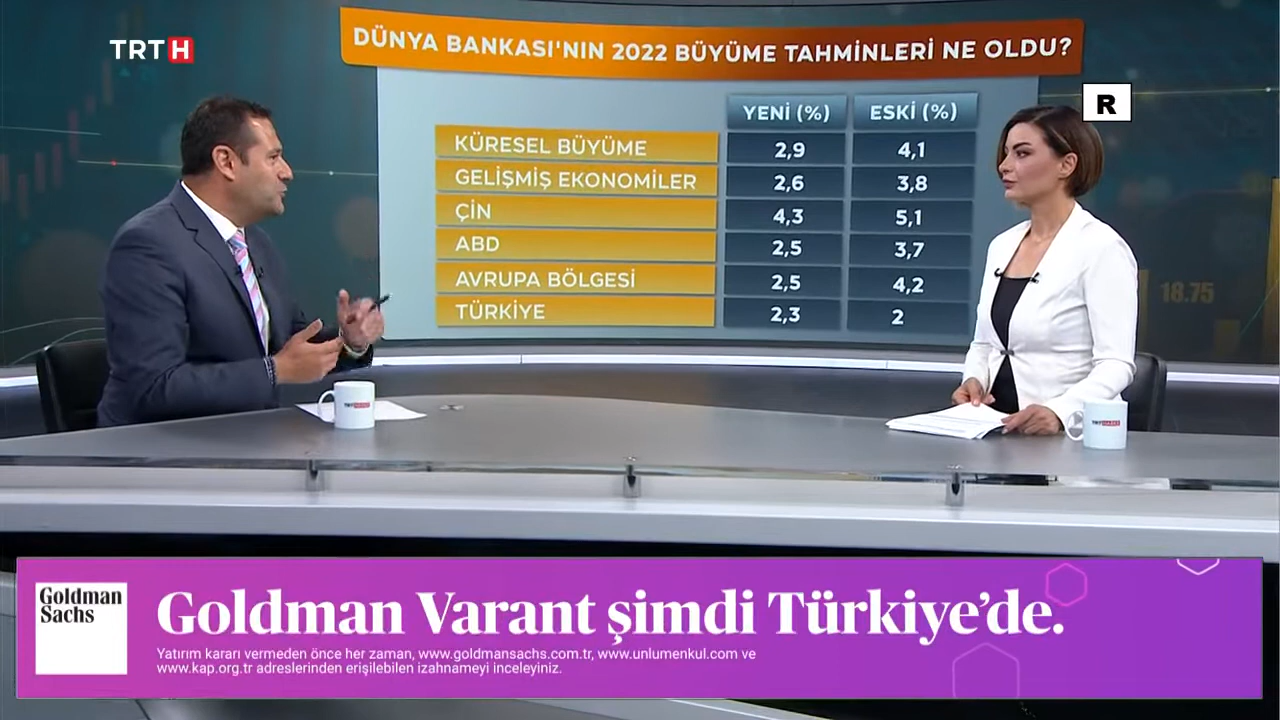 TRT H
DÜNYA BANKASI'NIN 2022 BÜYÜME TAHMİNLERİ NE OLDU?
R
YENİ (%) ESKİ (%)
KÜRESEL BÜYÜME 2,9 4,1
GELİŞMİŞ EKONOMİLER 2,6 3,8
ÇİN 4,3 5,1
ABD 2,5 3,7
AVRUPA BÖLGESİ 2,5 4,2
TÜRKİYE 2,3 2
18.75
Goldman
Sachs
Goldman Varant şimdi Türkiye'de.
Yatırım kararı vermeden önce her zaman, www.goldmansachs.com.tr, www.unlumenkul.com ve
www.kap.org.tr adreslerinden erişilebilen izahnameyi inceleyiniz.